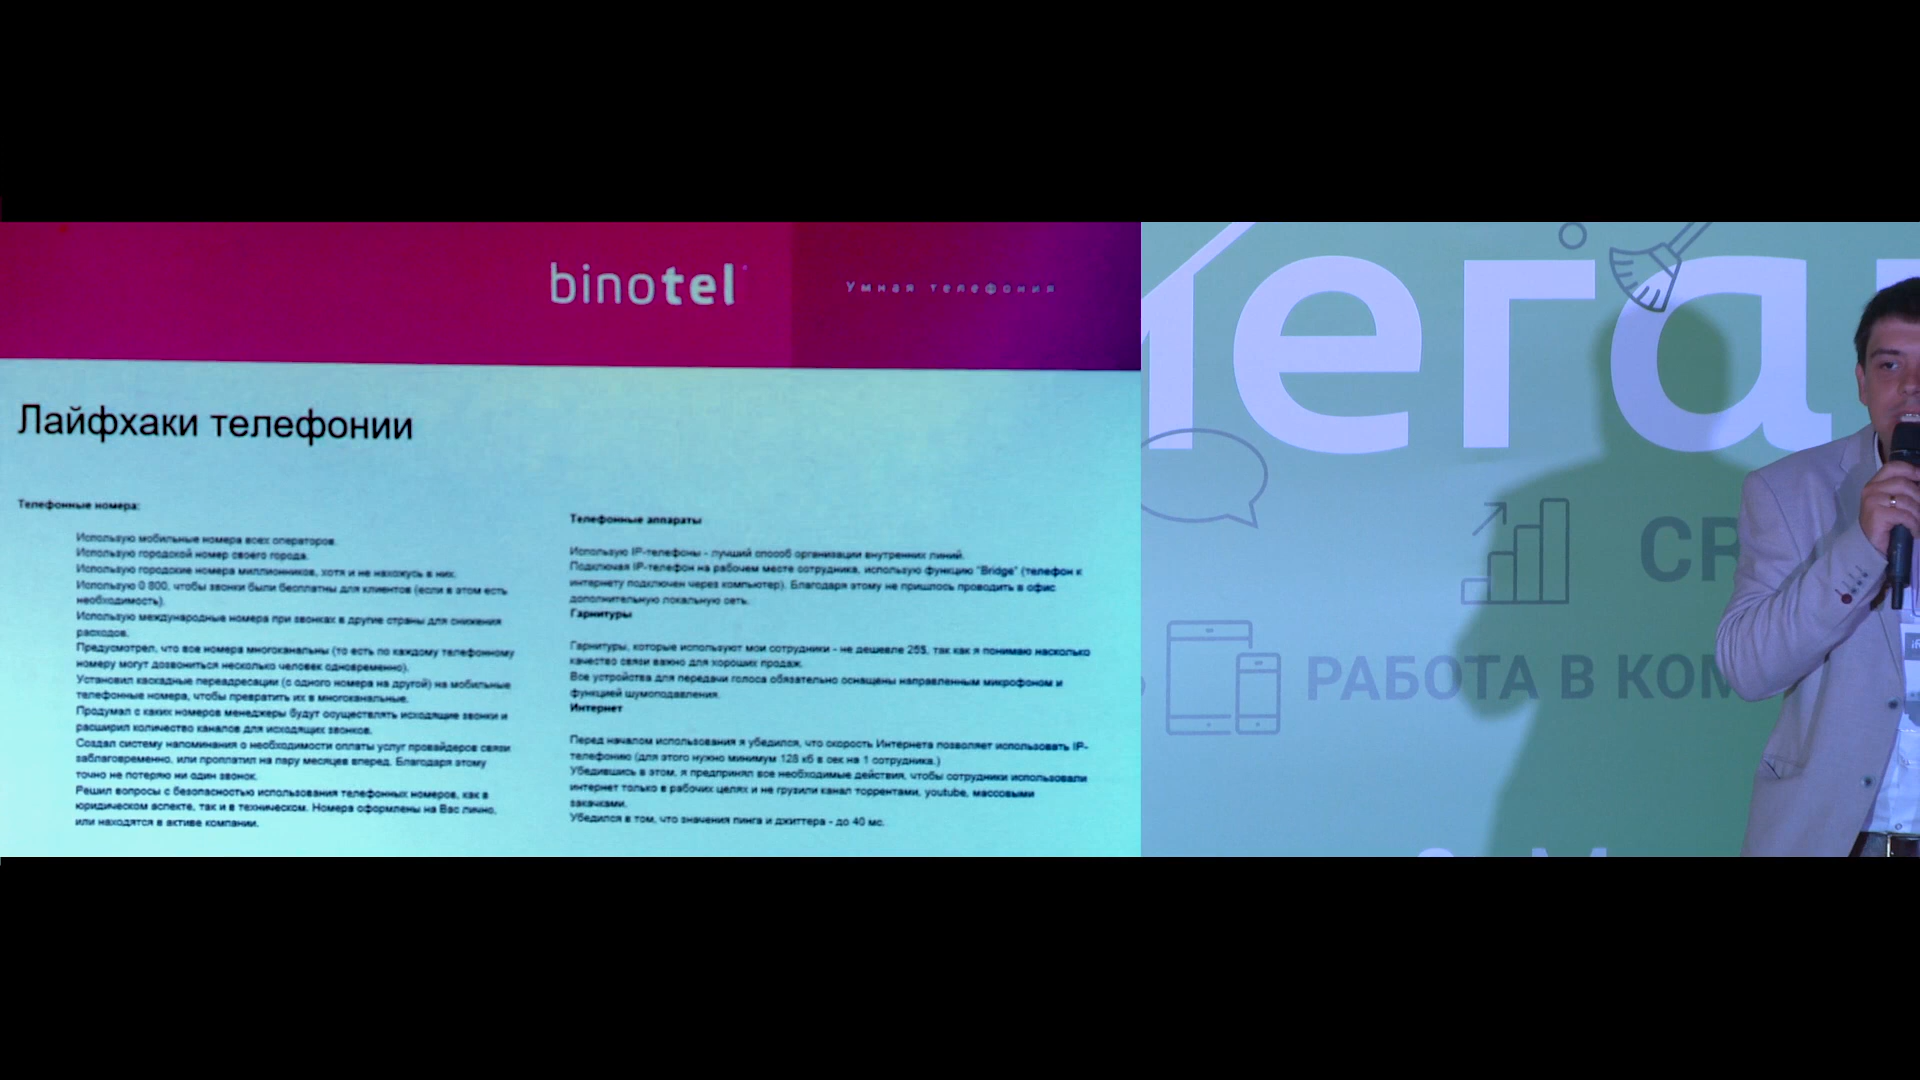 binotel
Умная телефония
Лайфхаки телефонии
Телефонные номера:
Использую мобильные номера всех операторов.
Использую городской номер своего города.
Использую городские номера миллионников, хотя и не нахожусь в них.
Использую 0 800, чтобы звонки были бесплатны для клиентов (если в этом есть
необходимость).
Использую международные номера при звонках в другие страны для снижения
расходов.
Предусмотрел, что все номера многоканальны (то есть по каждому телефонному
номеру могут дозвониться несколько человек одновременно).
Установил каскадные переадресации (с одного номера на другой) на мобильные
телефонные номера, чтобы превратить их в многоканальные.
Продумал с каких номеров менеджеры будут осуществлять исходящие звонки и
расширил количество каналов для исходящих звонков.
Создал систему напоминания о необходимости оплаты услуг провайдеров связи
заблаговременно, или проплатил на пару месяцев вперед. Благодаря этому
точно не потеряю ни один звонок.
Решил вопросы с безопасностью использования телефонных номеров, как в
юридическом аспекте, так и в техническом. Номера оформлены на Вас лично,
или находятся в активе компании.
Телефонные аппараты
Использую IP-телефоны - лучший способ организации внутренних линий.
Подключая IP-телефон на рабочем месте сотрудника, использую функцию "Bridge" (телефон к
интернету подключен через компьютер). Благодаря этому не пришлось проводить в офис
дополнительную локальную сеть.
Гарнитуры
Гарнитуры, которые используют мои сотрудники - не дешевле 25$, так как я понимаю насколько
качество связи важно для хороших продаж.
Все устройства для передачи голоса обязательно оснащены направленным микрофоном и
функцией шумоподавления.
Интернет
Перед началом использования я убедился, что скорость Интернета позволяет использовать IP-
телефонию (для этого нужно минимум 128 кб в сек на 1 сотрудника.)
Убедившись в этом, я предпринял все необходимые действия, чтобы сотрудники использовали
интернет только в рабочих целях и не грузили канал торрентами, youtube, массовыми
закачками.
Убедился в том, что значения пинга и джиттера - до 40 мс.
ега
CR
РАБОТА В КОМ